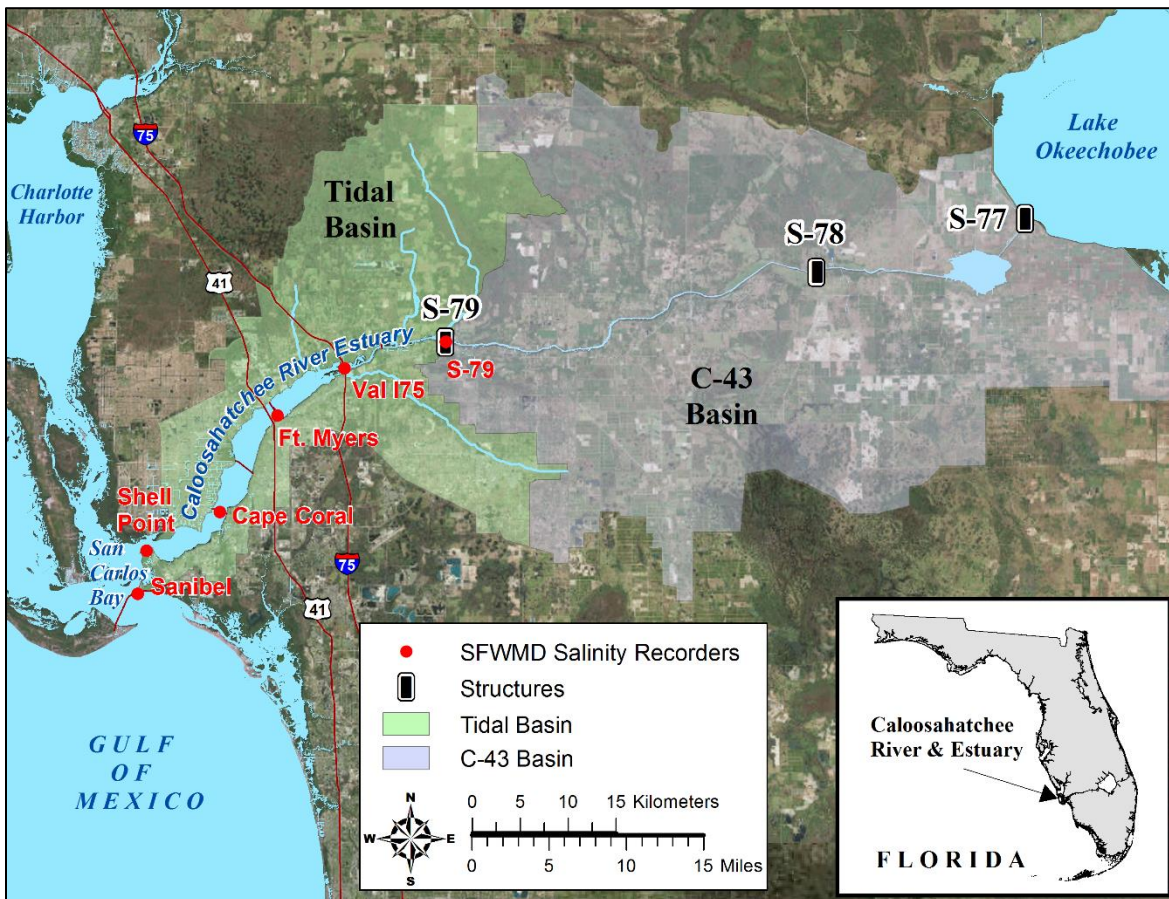 Lake
Okeechobee
75
Charlotte
Harbor
Tidal
Basin
S-77
S-78
41
S-79
S-79
Caloosahatchee River Estuary
Val I75
C-43
Basin
Ft. Myers
Shell
Point
Cape Coral
San
Carlos
Bay
Sanibel
75
41
GULF
OF
MEXICO
SFWMD Salinity Recorders
Structures
Tidal Basin
C-43 Basin
N
W E
S
0 5 10 15 Kilometers
0 5 10 15 Miles
Caloosahatchee
River & Estuary
FLORIDA